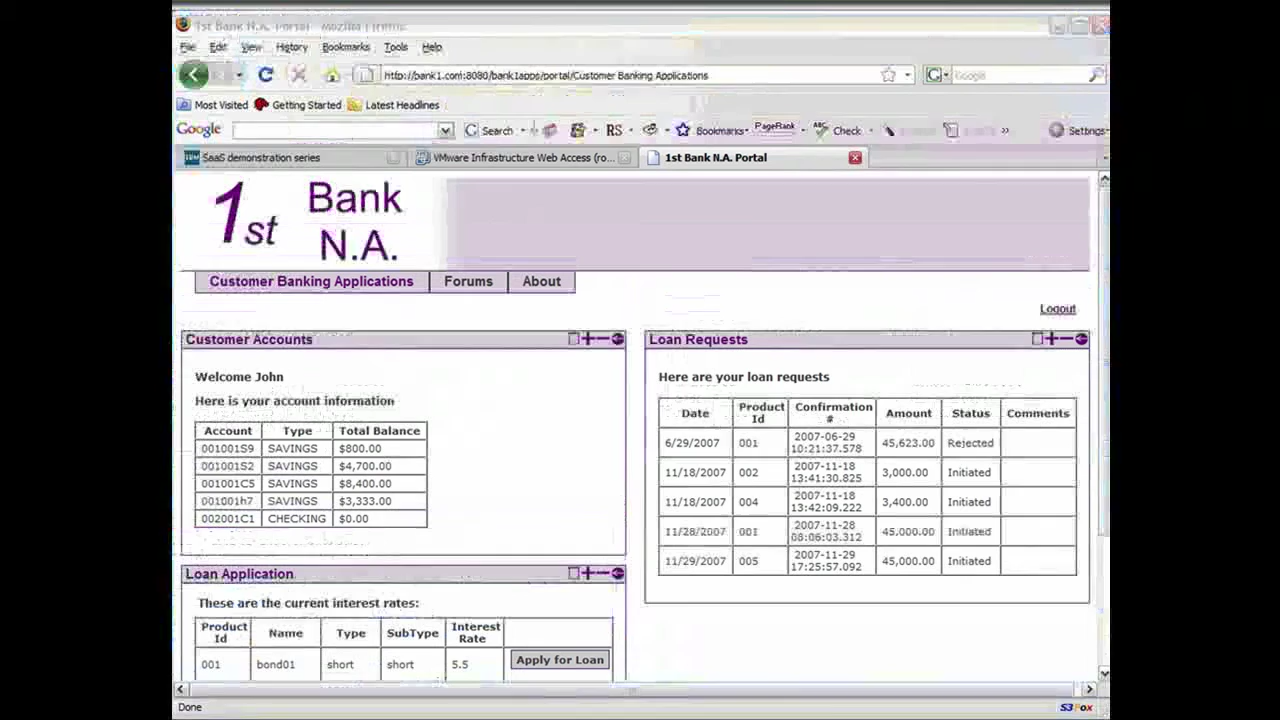 1st Bank N.A. Portal - Mozilla Firefox
File Edit View History Bookmarks Tools Help
http://bank1.com:8080/bank1apps/portal/Customer Banking Applications
Google
Most Visited Getting Started Latest Headlines
Google Search RS Bookmarks PageRank Check » Settings
SaaS demonstration series VMware Infrastructure Web Access (ro... 1st Bank N.A. Portal
1st Bank
N.A.
Customer Banking Applications Forums About
Logout
Customer Accounts
Welcome John
Here is your account information
Account Type Total Balance
001001S9 SAVINGS $800.00
001001S2 SAVINGS $4,700.00
001001C5 SAVINGS $8,400.00
001001h7 SAVINGS $3,333.00
002001C1 CHECKING $0.00
Loan Requests
Here are your loan requests
Date Product Id Confirmation # Amount Status Comments
6/29/2007 001 2007-06-29 10:21:37.578 45,623.00 Rejected
11/18/2007 002 2007-11-18 13:41:30.825 3,000.00 Initiated
11/18/2007 004 2007-11-18 13:42:09.222 3,400.00 Initiated
11/28/2007 001 2007-11-28 08:06:03.312 45,000.00 Initiated
11/29/2007 005 2007-11-29 17:25:57.092 45,000.00 Initiated
Loan Application
These are the current interest rates:
Product Id Name Type SubType Interest Rate
001 bond01 short short 5.5 Apply for Loan
Done S3Fox